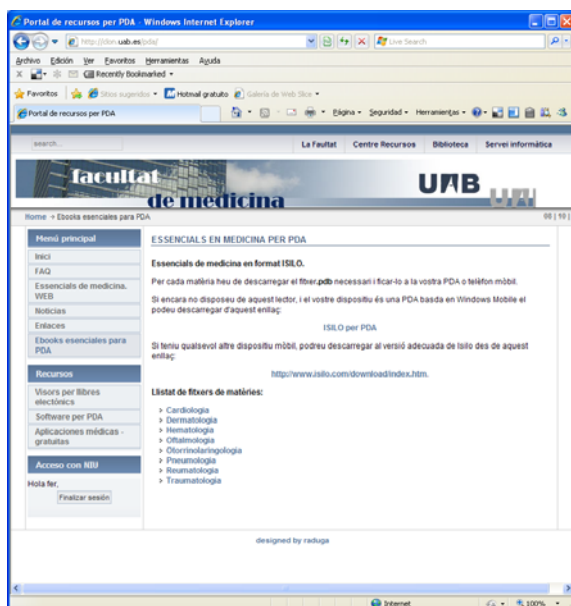 Portal de recursos per PDA - Windows Internet Explorer
http://don.uab.es/pda/
Live Search
Archivo Edición Ver Favoritos Herramientas Ayuda
Recently Bookmarked
Favoritos Sitios sugeridos Hotmail gratuito Galería de Web Slice
Portal de recursos per PDA Página Seguridad Herramientas
search...
La Faultat Centre Recursos Biblioteca Servei informàtica
facultat
de medicina
UAB
Home Ebooks esenciales para PDA
Menú principal
Inici
FAQ
Essencials de medicina.
WEB
Noticias
Enlaces
Ebooks esenciales para
PDA
Recursos
Visors per llibres
electònics
Software per PDA
Aplicaciones médicas -
gratuitas
Acceso con NIU
Hola fer,
Finalizar sesión
ESSENCIALS EN MEDICINA PER PDA
Essencials de medicina en format ISILO.
Per cada matèria heu de descarregar el fitxer.pdb necessari i ficar-lo a la vostra PDA o telèfon mòbil.
Si encara no disposeu de aquest lector, i el vostre dispositiu és una PDA basda en Windows Mobile el
podeu descarregar d'aquest enllaç:
ISILO per PDA
Si teniu qualsevol altre dispositiu mòbil, podreu descarregar al versió adequada de Isilo des de aquest
enllaç:
http://www.isilo.com/download/index.htm.
Llistat de fitxers de matèries:
Cardiologia
Dermatologia
Hematologia
Oftalmologia
Otorrinolaringologia
Pneumologia
Reumatologia
Traumatologia
designed by raduga
Internet 100%